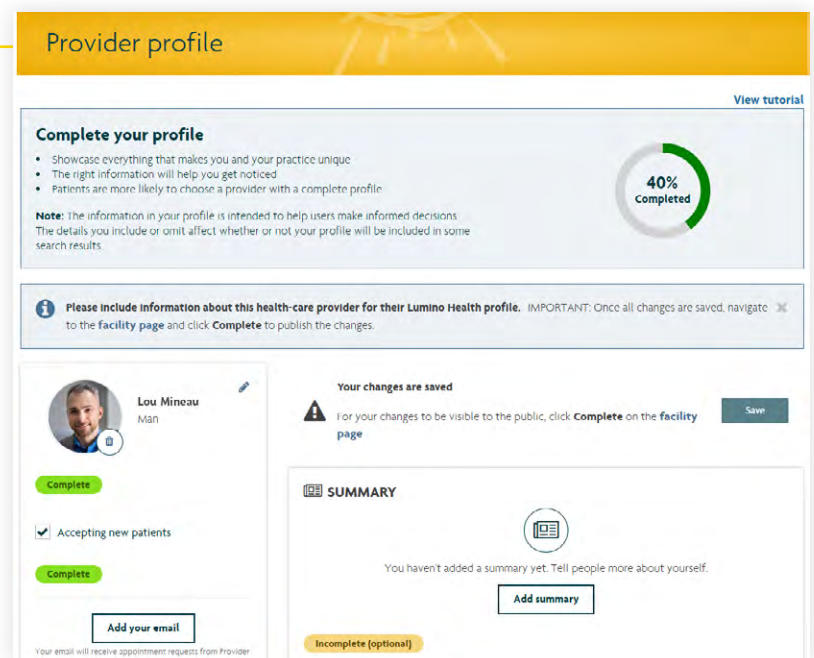 Provider profile
View tutorial
Complete your profile
• Showcase everything that makes you and your practice unique
• The right information will help you get noticed
• Patients are more likely to choose a provider with a complete profile
Note: The information in your profile is intended to help users make informed decisions
The details you include or omit affect whether or not your profile will be included in some
search results
40%
Completed
Please include information about this health-care provider for their Lumino Health profile. IMPORTANT: Once all changes are saved, navigate
to the facility page and click Complete to publish the changes.
Lou Mineau
Man
Complete
Accepting new patients
Complete
Add your email
Your email will receive appointment requests from Provider
Your changes are saved
For your changes to be visible to the public, click Complete on the facility
page
Save
SUMMARY
You haven't added a summary yet. Tell people more about yourself.
Add summary
Incomplete (optional)